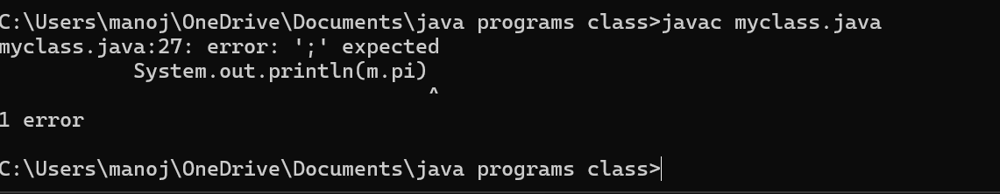 C:\Users\manoj\OneDrive\Documents\java programs class>javac myclass.java
myclass.java:27: error: ';' expected
           System.out.println(m.pi)
                                   ^
1 error

C:\Users\manoj\OneDrive\Documents\java programs class>